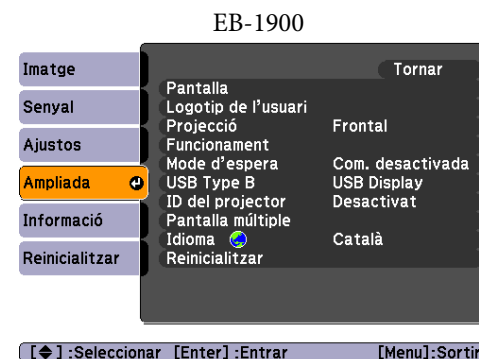 EB-1900
Imatge
Senyal
Ajustos
Ampliada
Informació
Reinicialitzar
Tornar
Pantalla
Logotip de l'usuari
Projecció Frontal
Funcionament
Mode d'espera Com. desactivada
USB Type B USB Display
ID del projector Desactivat
Pantalla múltiple
Idioma Català
Reinicialitzar
[◆] :Seleccionar [Enter] :Entrar [Menu]:Sortir